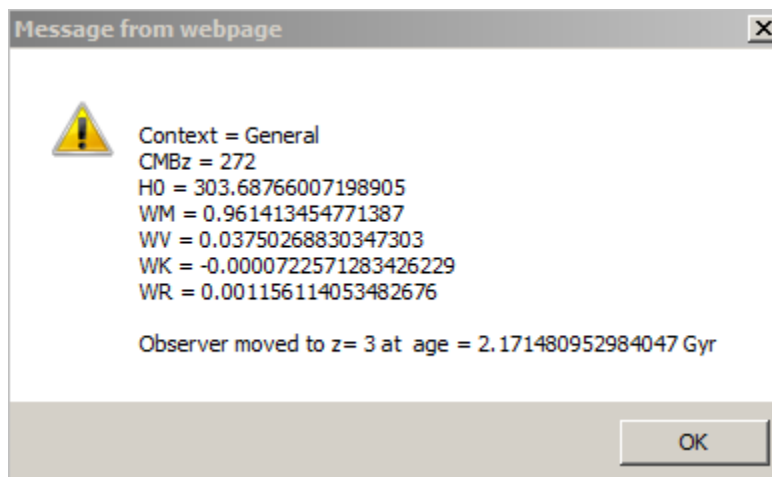 Message from webpage
Context = General
CMBz = 272
H0 = 303.68766007198905
WM = 0.961413454771387
WV = 0.03750268830347303
WK = -0.0000722571283426229
WR = 0.001156114053482676
Observer moved to z= 3 at  age = 2.171480952984047 Gyr
OK